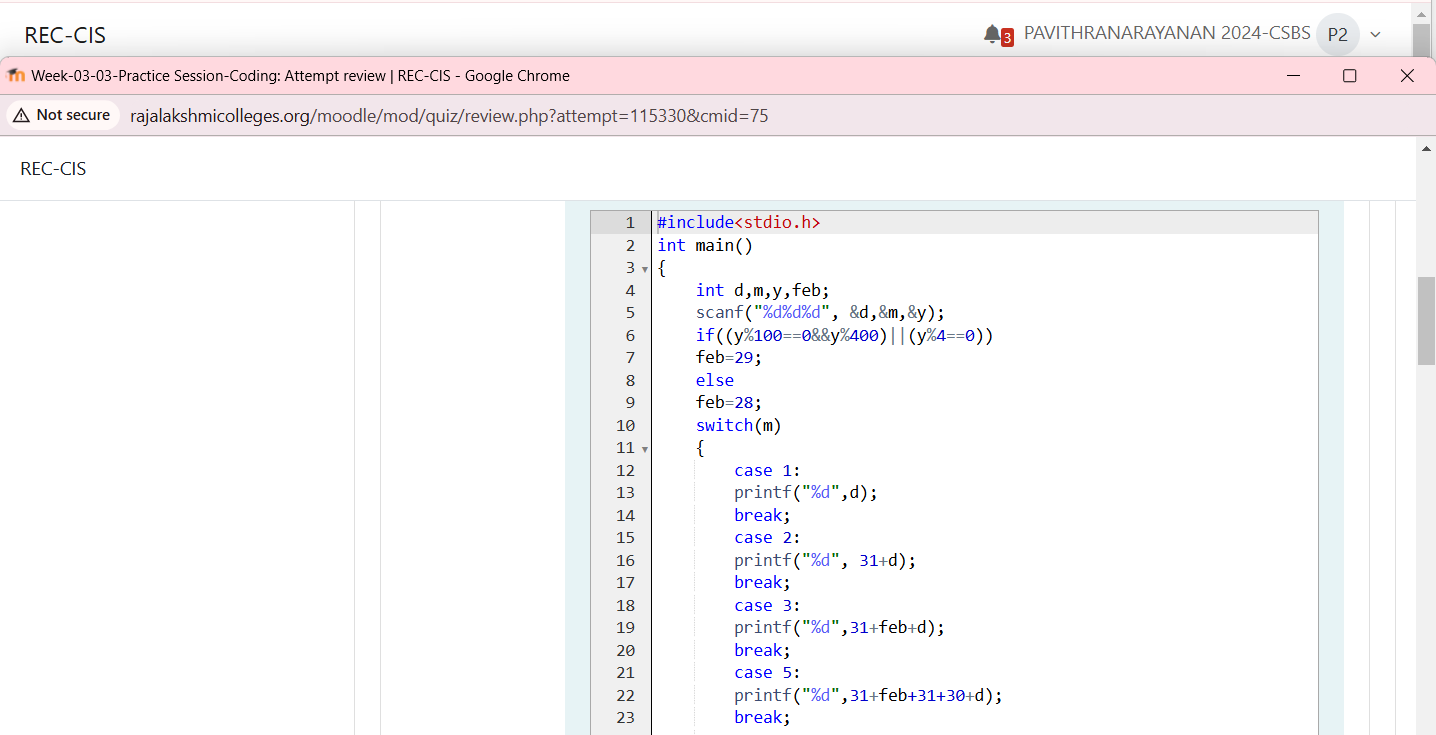 REC-CIS
3 PAVITHRANARAYANAN 2024-CSBS P2
Week-03-03-Practice Session-Coding: Attempt review | REC-CIS - Google Chrome
Not secure rajalakshmicolleges.org/moodle/mod/quiz/review.php?attempt=115330&cmid=75
REC-CIS
1 #include<stdio.h>
2 int main()
3 {
4 int d,m,y,feb;
5 scanf("%d%d%d", &d,&m,&y);
6 if((y%100==0&&y%400)||(y%4==0))
7 feb=29;
8 else
9 feb=28;
10 switch(m)
11 {
12 case 1:
13 printf("%d",d);
14 break;
15 case 2:
16 printf("%d", 31+d);
17 break;
18 case 3:
19 printf("%d",31+feb+d);
20 break;
21 case 5:
22 printf("%d",31+feb+31+30+d);
23 break;